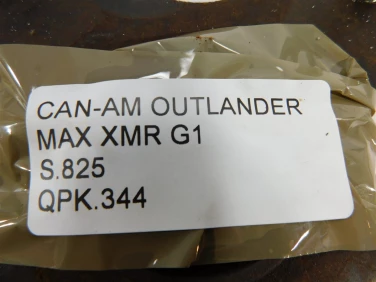 CAN-AM OUTLANDER
MAX XMR G1
S.825
QPK.344